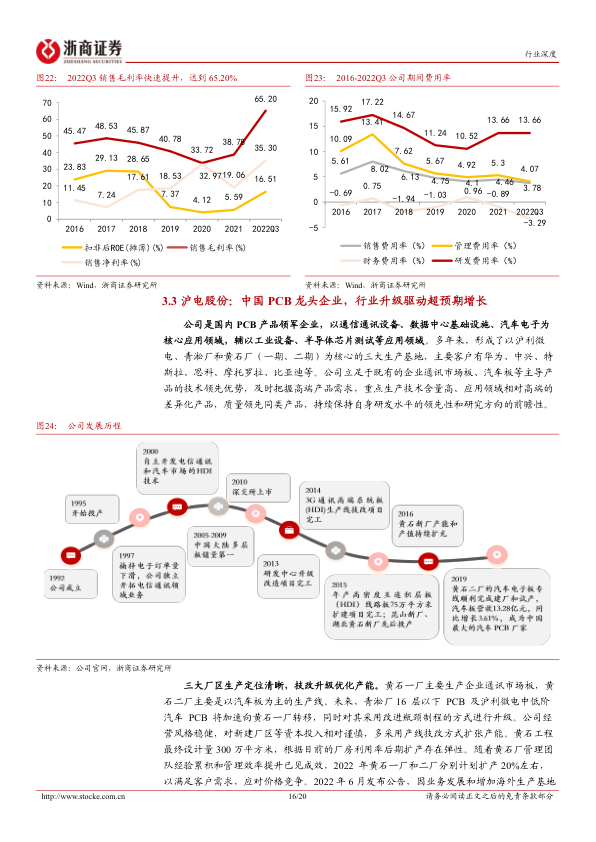 浙商证券
ZHESHANG SECURITIES
行业深度
图22: 2022Q3 销售毛利率快速提升，达到 65.20%
70
60
50
40
30
20
10
0
45.47
48.53
45.87
40.78
33.72
38.78
65.20
23.83
29.13
28.65
7.37
4.12
5.59
16.51
11.45
7.24
17.61
18.53
32.97
19.06
35.30
2016 2017 2018 2019 2020 2021 2022Q3
扣非后ROE(摊薄)(%) 销售毛利率(%)
销售净利率(%)
资料来源：Wind，浙商证券研究所
图23: 2016-2022Q3 公司期间费用率
20
15
10
5
0
-5
15.92
17.22
14.67
11.24
10.52
13.66
13.66
10.09
13.41
7.62
5.67
4.92
5.3
4.07
5.61
8.02
6.13
4.75
4.1
4.46
3.78
-0.69
0.75
-1.94
-1.03
0.96
-0.89
-3.29
2016 2017 2018 2019 2020 2021 2022Q3
销售费用率（%） 管理费用率（%）
财务费用率（%） 研发费用率（%）
资料来源：Wind，浙商证券研究所
3.3 沪电股份：中国 PCB 龙头企业，行业升级驱动超预期增长
公司是国内 PCB 产品领军企业，以通信通讯设备、数据中心基础设施、汽车电子为
核心应用领域，辅以工业设备、半导体芯片测试等应用领域。多年来，形成了以沪利微
电、青淞厂和黄石厂（一期、二期）为核心的三大生产基地，主要客户有华为、中兴、特
斯拉、思科、摩托罗拉、比亚迪等。公司立足于既有的企业通讯市场板、汽车板等主导产
品的技术领先优势，及时把握高端产品需求，重点生产技术含量高、应用领域相对高端的
差异化产品，质量领先同类产品，持续保持自身研发水平的领先性和研究方向的前瞻性。
图24: 公司发展历程
1992
公司成立
1995
开始投产
1997
摘持电子订单量
下滑，公司独立
开拓电信通讯领
域业务
2000
自主开发电信通讯
和汽车市场的HDI
技术
2005-2009
中国大陆多层
板销量第一
2010
深交所上市
2013
研发中心升级
改造项目完工
2014
3G通讯高端系统板
(HDI)生产线技改项目
完工
2015
年产高密度互连积层板
（HDI）线路板75万平方米
扩建项目完工；昆山新厂、
湖北黄石新厂先后投产
2016
黄石新厂产能和
产值持续扩充
2019
黄石二厂的汽车电子板专
线顺利完成建厂和试产，
汽车板营收13.28亿元，同
比增长3.61%，成为中国
最大的汽车PCB厂家
资料来源：公司官网，浙商证券研究所
三大厂区生产定位清晰，技改升级优化产能。黄石一厂主要生产企业通讯市场板，黄
石二厂主要是以汽车板为主的生产线。未来，青淞厂 16 层以下 PCB 及沪利微电中低阶
汽车 PCB 将加速向黄石一厂转移，同时对其采用改进瓶颈制程的方式进行升级。公司经
营风格稳健，对新建厂区等资本投入相对谨慎，多采用产线技改方式扩张产能。黄石工程
最终设计量 300 万平方米，根据目前的厂房利用率后期扩产存在弹性。随着黄石厂管理团
队经验累积和管理效率提升已见成效，2022 年黄石一厂和二厂分别计划扩产 20%左右，
以满足客户需求，应对价格竞争。2022 年 6 月发布公告，因业务发展和增加海外生产基地
http://www.stocke.com.cn
16/20
请务必阅读正文之后的免责条款部分